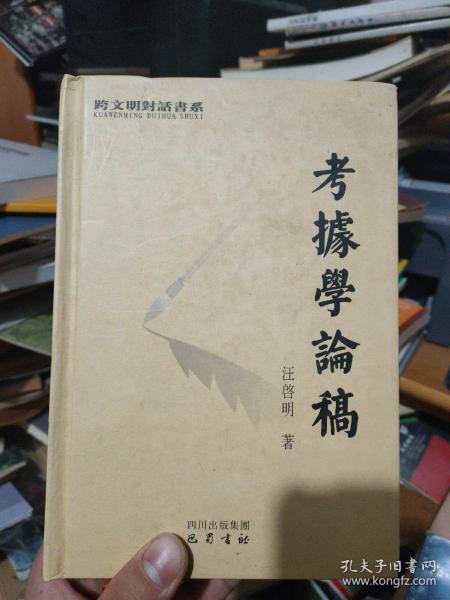 跨文明對話書系
KUAWENMING DUIHUA SHUXI
考據學論稿
汪啓明 著
四川出版集團
巴蜀書社
孔夫子旧书网
kongfz.com